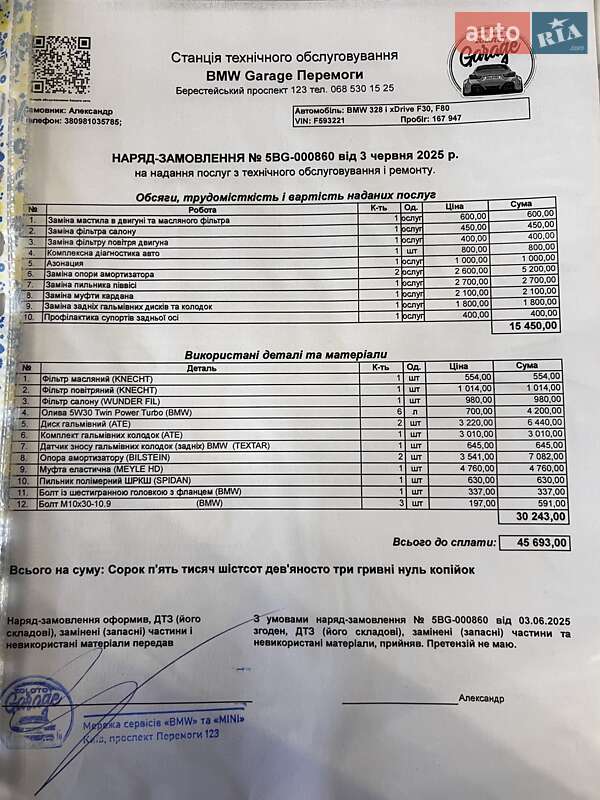 auto RIA.com
Garage
Станція технічного обслуговування
BMW Garage Перемоги
Берестейський проспект 123 тел. 068 530 15 25
Замовник: Александр
Телефон: 380981035785;
Автомобіль: BMW 328 i xDrive F30, F80
VIN: F593221 Пробіг: 167 947
НАРЯД-ЗАМОВЛЕННЯ № 5BG-000860 від 3 червня 2025 р.
на надання послуг з технічного обслуговування і ремонту.
Обсяги, трудомісткість і вартість наданих послуг
№ Робота К-ть Од. Ціна Сума
1. Заміна мастила в двигуні та масляного фільтра 1 послуг 600,00 600,00
2. Заміна фільтра салону 1 послуг 450,00 450,00
3. Заміна фільтру повітря двигуна 1 послуг 400,00 400,00
4. Комплексна діагностика авто 1 шт 800,00 800,00
5. Азонация 1 послуг 1 000,00 1 000,00
6. Заміна опори амортизатора 2 послуг 2 600,00 5 200,00
7. Заміна пильника піввісі 1 послуг 2 700,00 2 700,00
8. Заміна муфти кардана 1 послуг 2 100,00 2 100,00
9. Заміна задніх гальмівних дисків та колодок 1 послуг 1 800,00 1 800,00
10. Профілактика супортів задньої осі 1 послуг 400,00 400,00
15 450,00
Використані деталі та матеріали
№ Деталь К-ть Од. Ціна Сума
1. Фільтр масляний (KNECHT) 1 шт 554,00 554,00
2. Фільтр повітряний (KNECHT) 1 шт 1 014,00 1 014,00
3. Фільтр салону (WUNDER FIL) 1 шт 980,00 980,00
4. Олива 5W30 Twin Power Turbo (BMW) 6 л 700,00 4 200,00
5. Диск гальмівний (ATE) 2 шт 3 220,00 6 440,00
6. Комплект гальмівних колодок (ATE) 1 шт 3 010,00 3 010,00
7. Датчик зносу гальмівних колодок (задніх) BMW (TEXTAR) 1 шт 645,00 645,00
8. Опора амортизатору (BILSTEIN) 2 шт 3 541,00 7 082,00
9. Муфта еластична (MEYLE HD) 1 шт 4 760,00 4 760,00
10. Пильник полімерний ШРКШ (SPIDAN) 1 шт 630,00 630,00
11. Болт із шестигранною головкою з фланцем (BMW) 1 шт 337,00 337,00
12. Болт M10x30-10.9 (BMW) 3 шт 197,00 591,00
30 243,00
Всього до сплати: 45 693,00
Всього на суму: Сорок п'ять тисяч шістсот дев'яносто три гривні нуль копійок
Наряд-замовлення оформив, ДТЗ (його
складові), замінені (запасні) частини і
невикористані матеріали передав
З умовами наряд-замовлення № 5BG-000860 від 03.06.2025
згоден, ДТЗ (його складові), замінені (запасні) частини та
невикористані матеріали, прийняв. Претензій не маю.
Александр
ZOLOTOY
Garage
Мережа сервісів «BMW» та «MINI»
Київ, проспект Перемоги 123